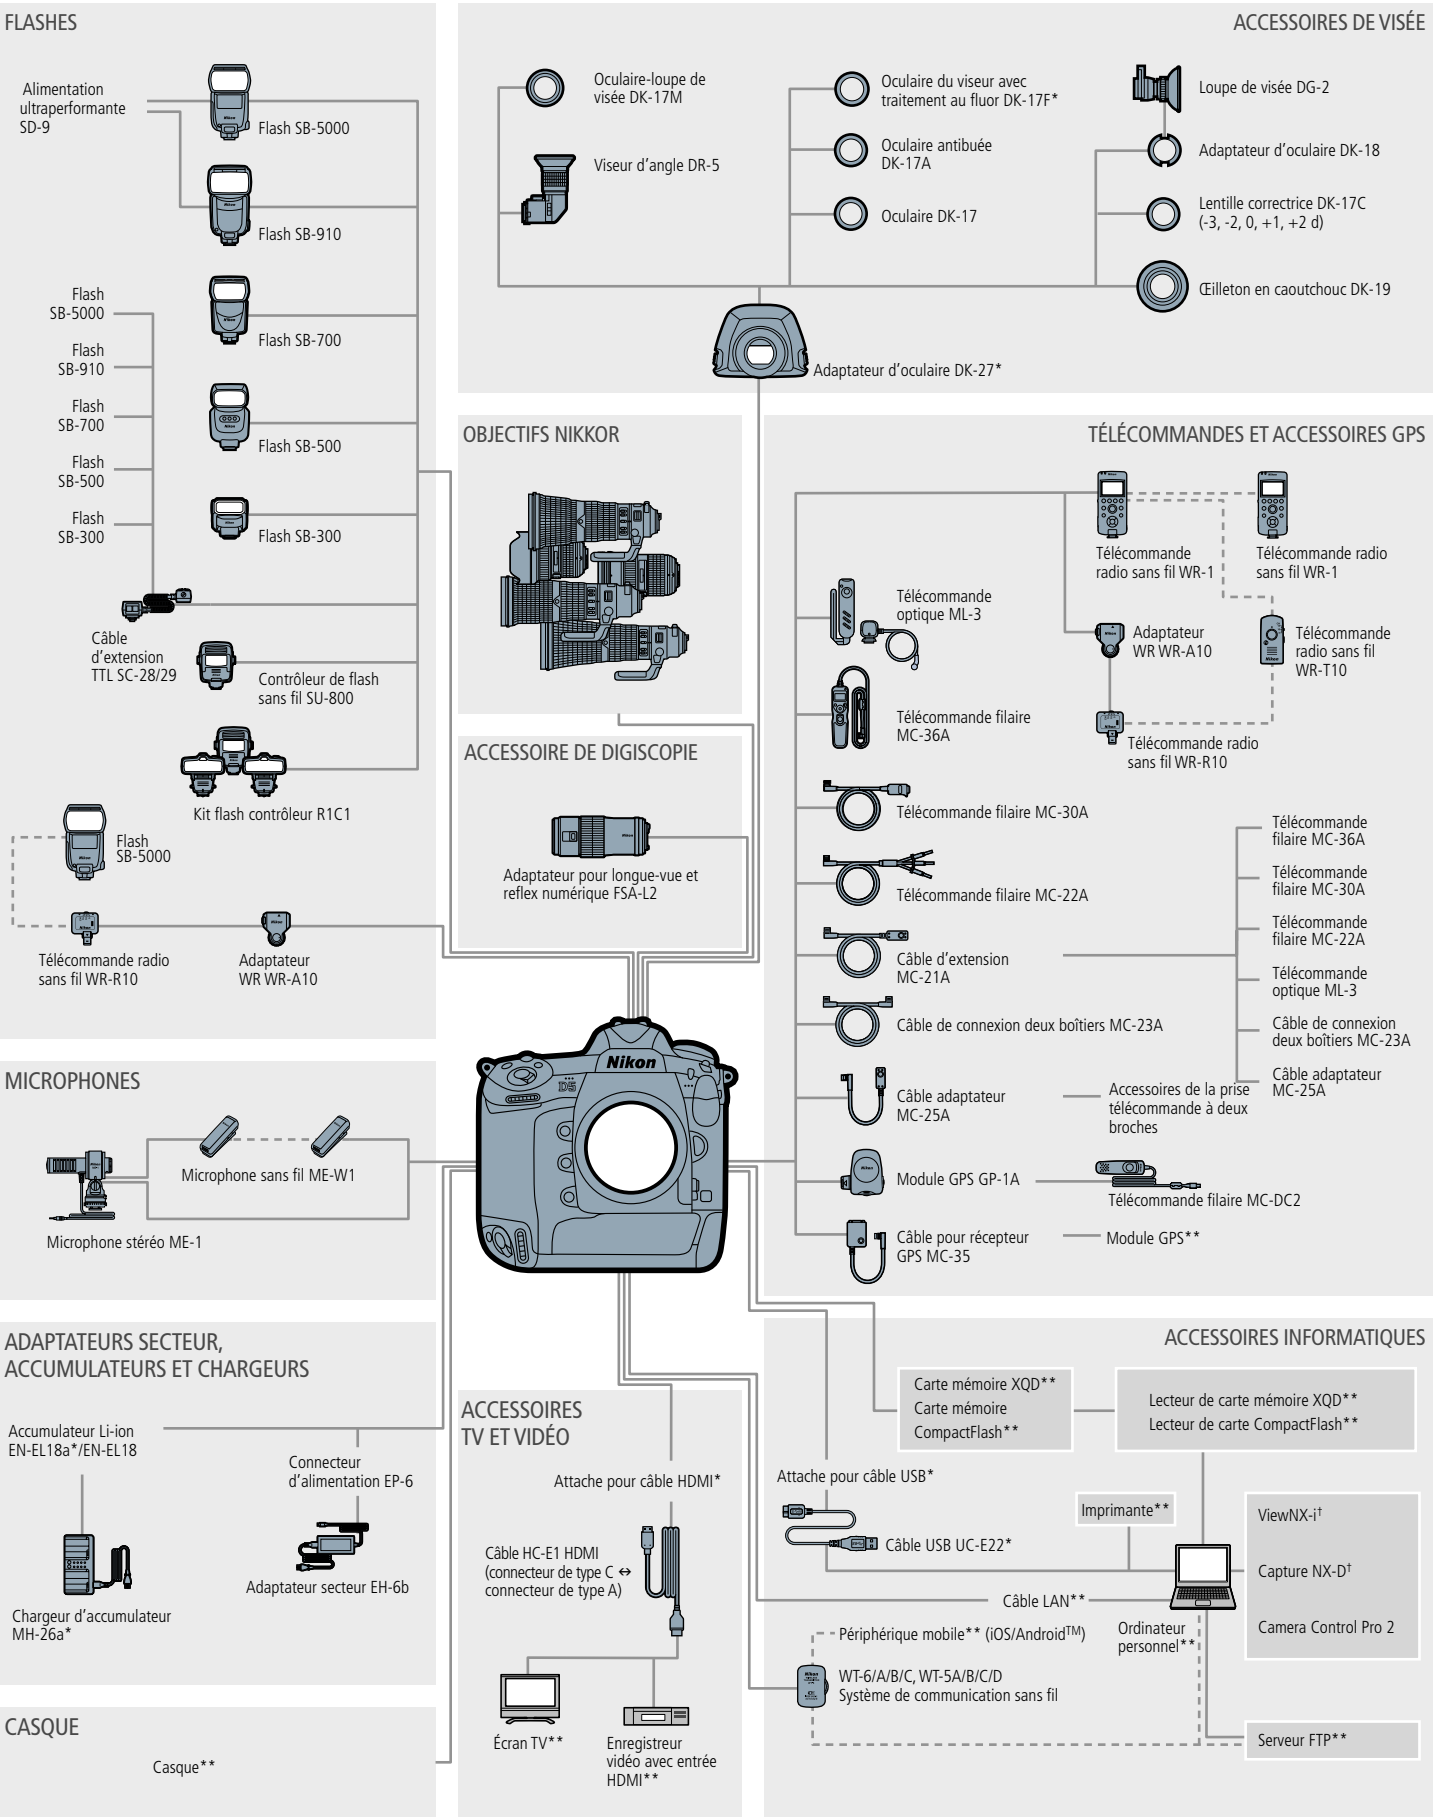 FLASHES
Alimentation
ultraperformante
SD-9
Flash SB-5000
Flash SB-910
Flash
SB-5000
Flash SB-700
Flash
SB-910
Flash
SB-700
Flash SB-500
Flash
SB-500
Flash
SB-300
Flash SB-300
Câble
d'extension
TTL SC-28/29
Contrôleur de flash
sans fil SU-800
Kit flash contrôleur R1C1
Flash
SB-5000
Télécommande radio
sans fil WR-R10
Adaptateur
WR WR-A10
ACCESSOIRES DE VISÉE
Oculaire-loupe de
visée DK-17M
Viseur d'angle DR-5
Oculaire du viseur avec
traitement au fluor DK-17F*
Oculaire antibuée
DK-17A
Oculaire DK-17
Loupe de visée DG-2
Adaptateur d'oculaire DK-18
Lentille correctrice DK-17C
(-3, -2, 0, +1, +2 d)
Œilleton en caoutchouc DK-19
Adaptateur d'oculaire DK-27*
OBJECTIFS NIKKOR
ACCESSOIRE DE DIGISCOPIE
Adaptateur pour longue-vue et
reflex numérique FSA-L2
TÉLÉCOMMANDES ET ACCESSOIRES GPS
Télécommande
radio sans fil WR-1
Télécommande radio
sans fil WR-1
Télécommande
optique ML-3
Adaptateur
WR WR-A10
Télécommande
radio sans fil
WR-T10
Télécommande filaire
MC-36A
Télécommande radio
sans fil WR-R10
Télécommande filaire MC-30A
Télécommande filaire MC-22A
Câble d'extension
MC-21A
Câble de connexion deux boîtiers MC-23A
Télécommande
filaire MC-36A
Télécommande
filaire MC-30A
Télécommande
filaire MC-22A
Télécommande
optique ML-3
Câble de connexion
deux boîtiers MC-23A
Câble adaptateur
MC-25A
Câble adaptateur
MC-25A
Accessoires de la prise
télécommande à deux
broches
Module GPS GP-1A
Télécommande filaire MC-DC2
Câble pour récepteur
GPS MC-35
Module GPS**
Nikon
D5
MICROPHONES
Microphone sans fil ME-W1
Microphone stéréo ME-1
ADAPTATEURS SECTEUR,
ACCUMULATEURS ET CHARGEURS
Accumulateur Li-ion
EN-EL18a*/EN-EL18
Connecteur
d'alimentation EP-6
Adaptateur secteur EH-6b
Chargeur d'accumulateur
MH-26a*
CASQUE
Casque**
ACCESSOIRES
TV ET VIDÉO
Attache pour câble HDMI*
Câble HC-E1 HDMI
(connecteur de type C ↔
connecteur de type A)
Écran TV**
Enregistreur
vidéo avec entrée
HDMI**
ACCESSOIRES INFORMATIQUES
Carte mémoire XQD**
Carte mémoire
CompactFlash**
Lecteur de carte mémoire XQD**
Lecteur de carte CompactFlash**
Attache pour câble USB*
Câble USB UC-E22*
Imprimante**
ViewNX-i†
Capture NX-D†
Camera Control Pro 2
Câble LAN**
Ordinateur
personnel**
Périphérique mobile** (iOS/Android™)
WT-6/A/B/C, WT-5A/B/C/D
Système de communication sans fil
Serveur FTP**